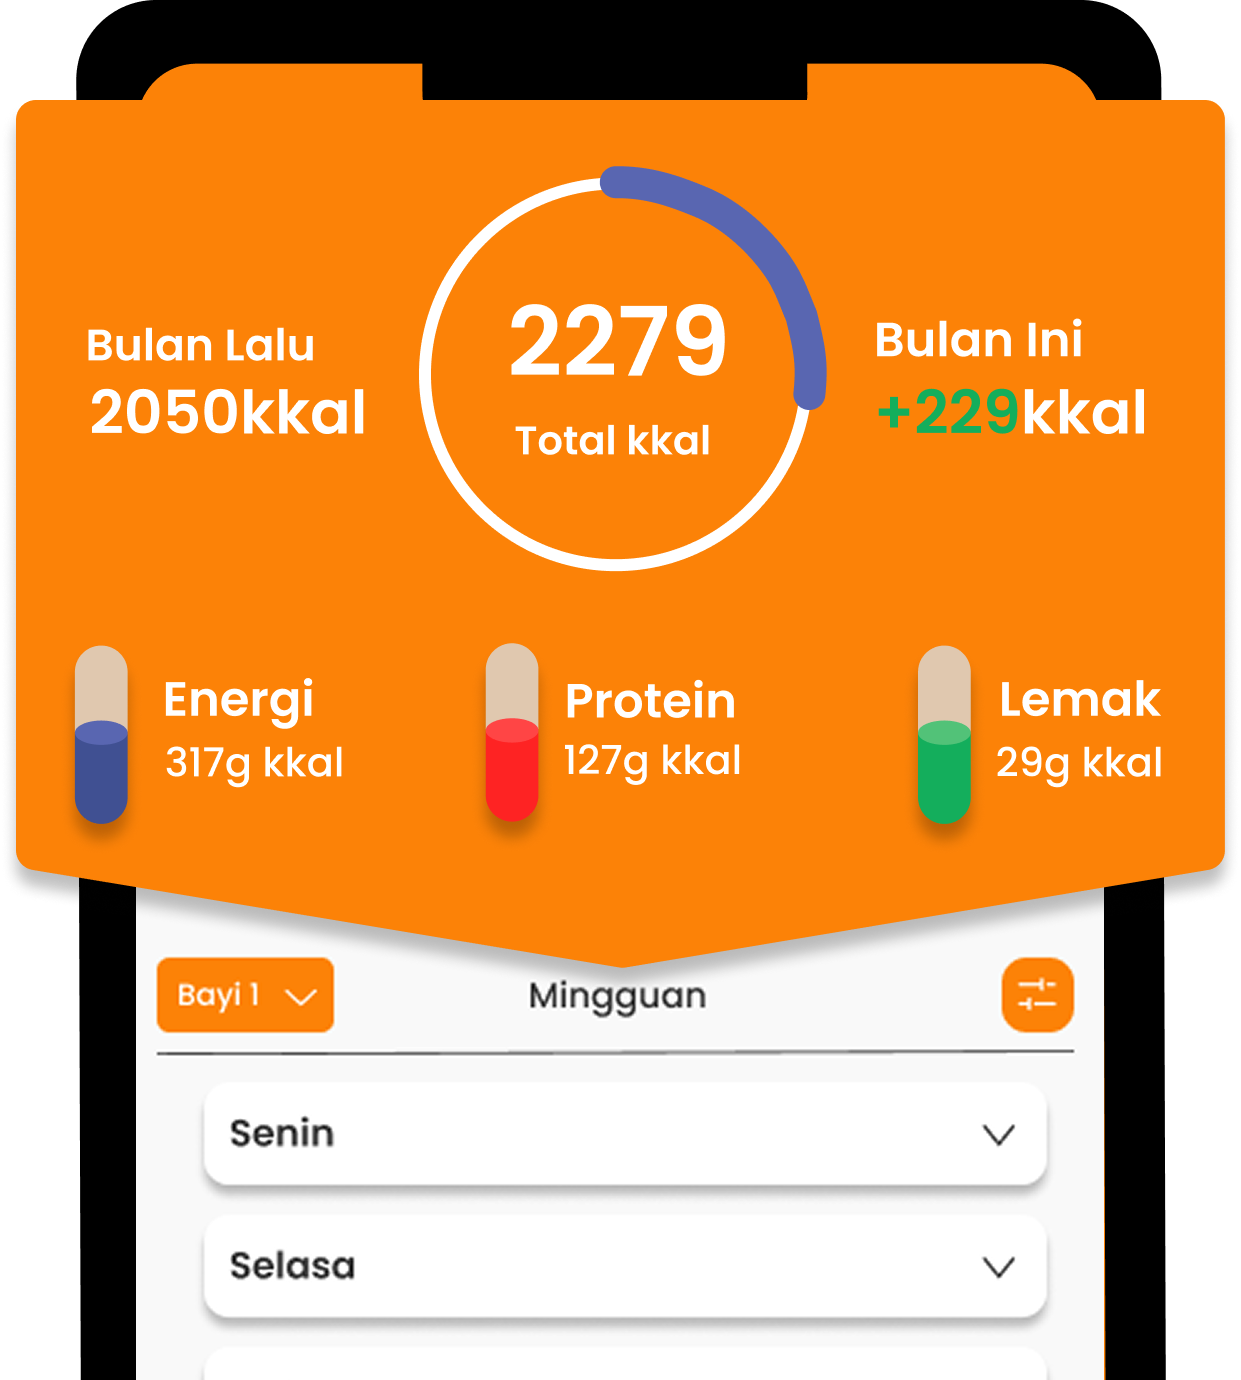 2279
Total kkal
Bulan Lalu
2050kkal
Bulan Ini
+229kkal
Energi
317g kkal
Protein
127g kkal
Lemak
29g kkal
Bayi 1
Mingguan
Senin
Selasa